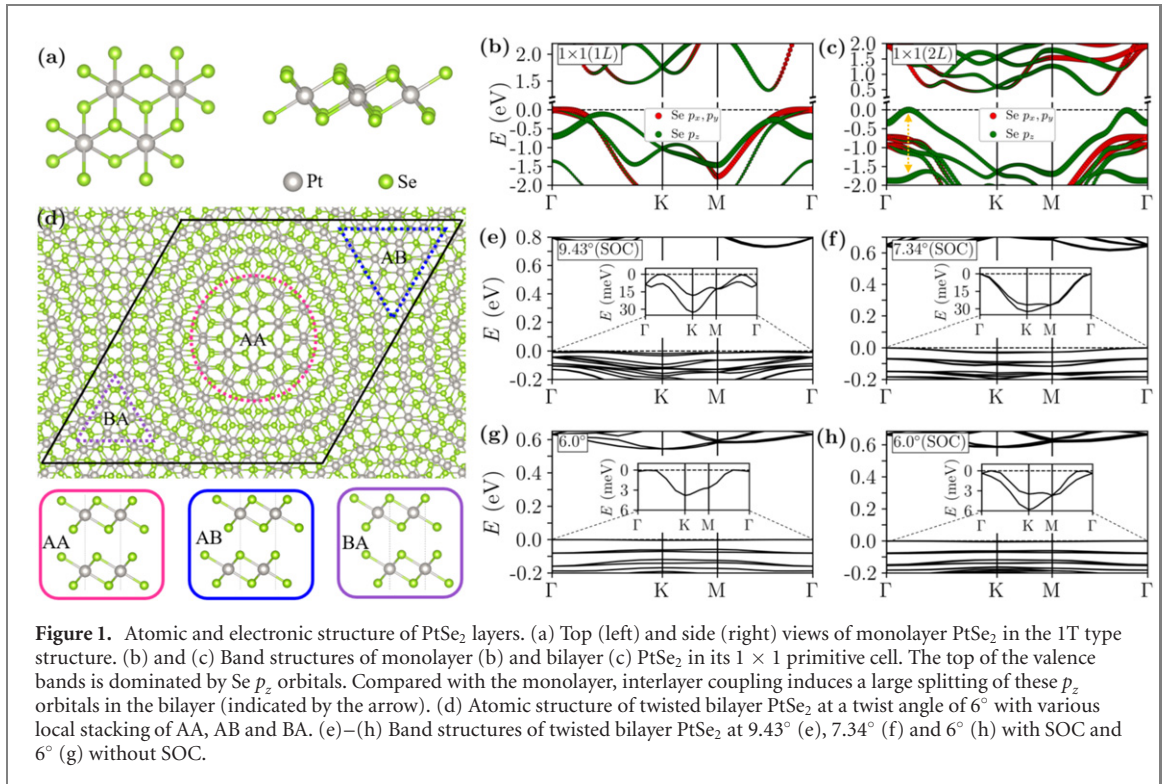 (a)
Pt
Se
(b)
1×1(1L)
2.0
1.5
1.0
0.5
0.0
-0.5
-1.0
-1.5
-2.0
E (eV)
Se pₓ, p_y
Se p_z
Γ K M Γ
(c)
1×1(2L)
2.0
1.5
1.0
0.5
0.0
-0.5
-1.0
-1.5
-2.0
Se pₓ, p_y
Se p_z
Γ K M Γ
(d)
AA
AB
BA
AA
AB
BA
(e)
9.43°(SOC)
0.8
0.6
0.4
0.2
0.0
-0.2
E (eV)
E (meV)
0
15
30
Γ K M Γ
Γ K M Γ
(f)
7.34°(SOC)
0.8
0.6
0.4
0.2
0.0
-0.2
E (meV)
0
15
30
Γ K M Γ
Γ K M Γ
(g)
6.0°
0.6
0.4
0.2
0.0
-0.2
E (eV)
E (meV)
0
3
6
Γ K M Γ
Γ K M Γ
(h)
6.0°(SOC)
0.6
0.4
0.2
0.0
-0.2
E (meV)
0
3
6
Γ K M Γ
Γ K M Γ
Figure 1. Atomic and electronic structure of PtSe₂ layers. (a) Top (left) and side (right) views of monolayer PtSe₂ in the 1T type
structure. (b) and (c) Band structures of monolayer (b) and bilayer (c) PtSe₂ in its 1 × 1 primitive cell. The top of the valence
bands is dominated by Se p_z orbitals. Compared with the monolayer, interlayer coupling induces a large splitting of these p_z
orbitals in the bilayer (indicated by the arrow). (d) Atomic structure of twisted bilayer PtSe₂ at a twist angle of 6° with various
local stacking of AA, AB and BA. (e)–(h) Band structures of twisted bilayer PtSe₂ at 9.43° (e), 7.34° (f) and 6° (h) with SOC and
6° (g) without SOC.